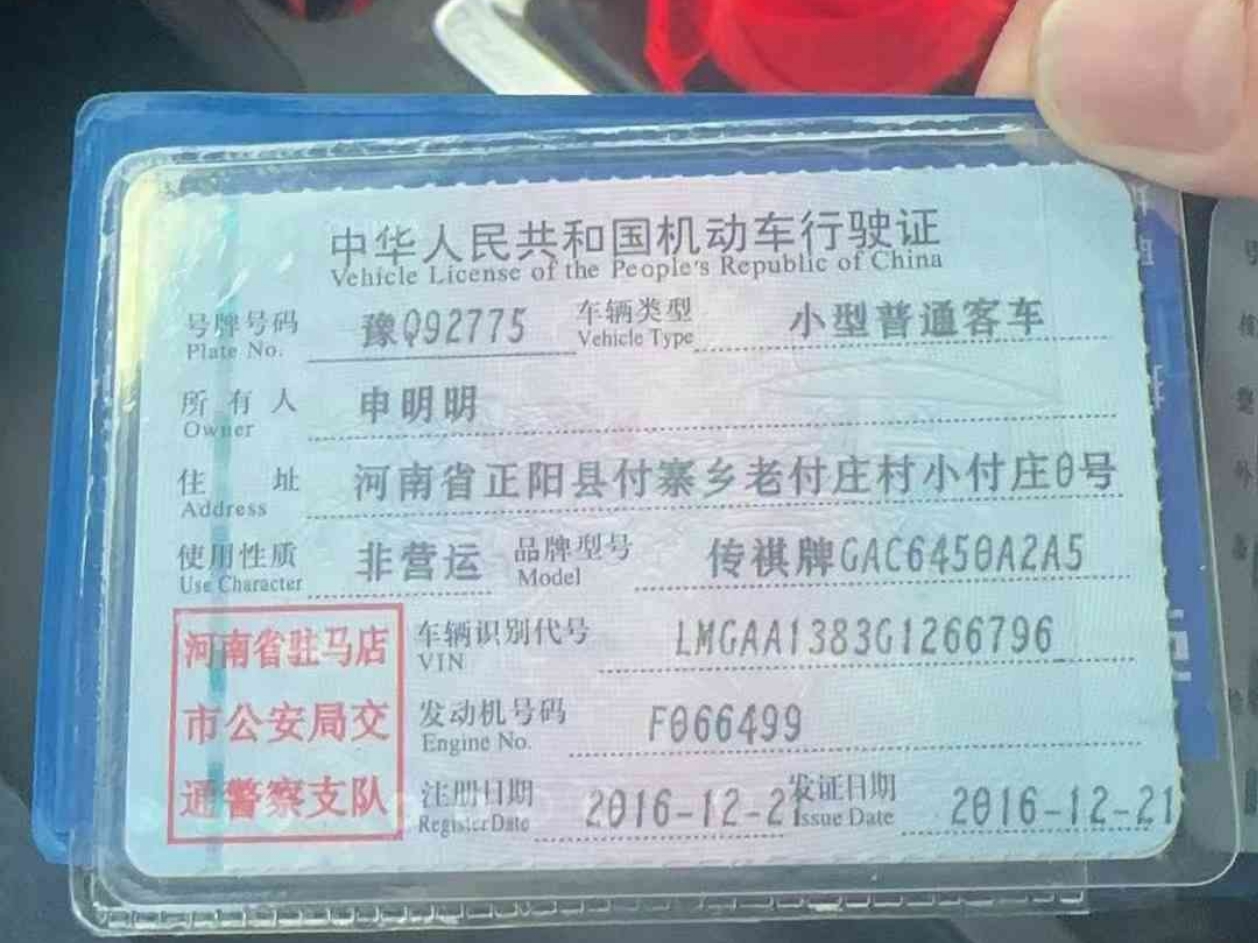 中华人民共和国机动车行驶证
Vehicle License of the People's Republic of China
号牌号码 豫Q92775 车辆类型 小型普通客车
Plate No. Vehicle Type
所有人 申明明
Owner
住址 河南省正阳县付寨乡老付庄村小付庄0号
Address
使用性质 非营运 品牌型号 传祺牌GAC6450A2A5
Use Character Model
河南省驻马店
市公安局交
通警察支队
车辆识别代号 LMGAA1383G1266796
VIN
发动机号码 F066499
Engine No.
注册日期 2016-12-21 发证日期 2016-12-21
Register Date Issue Date